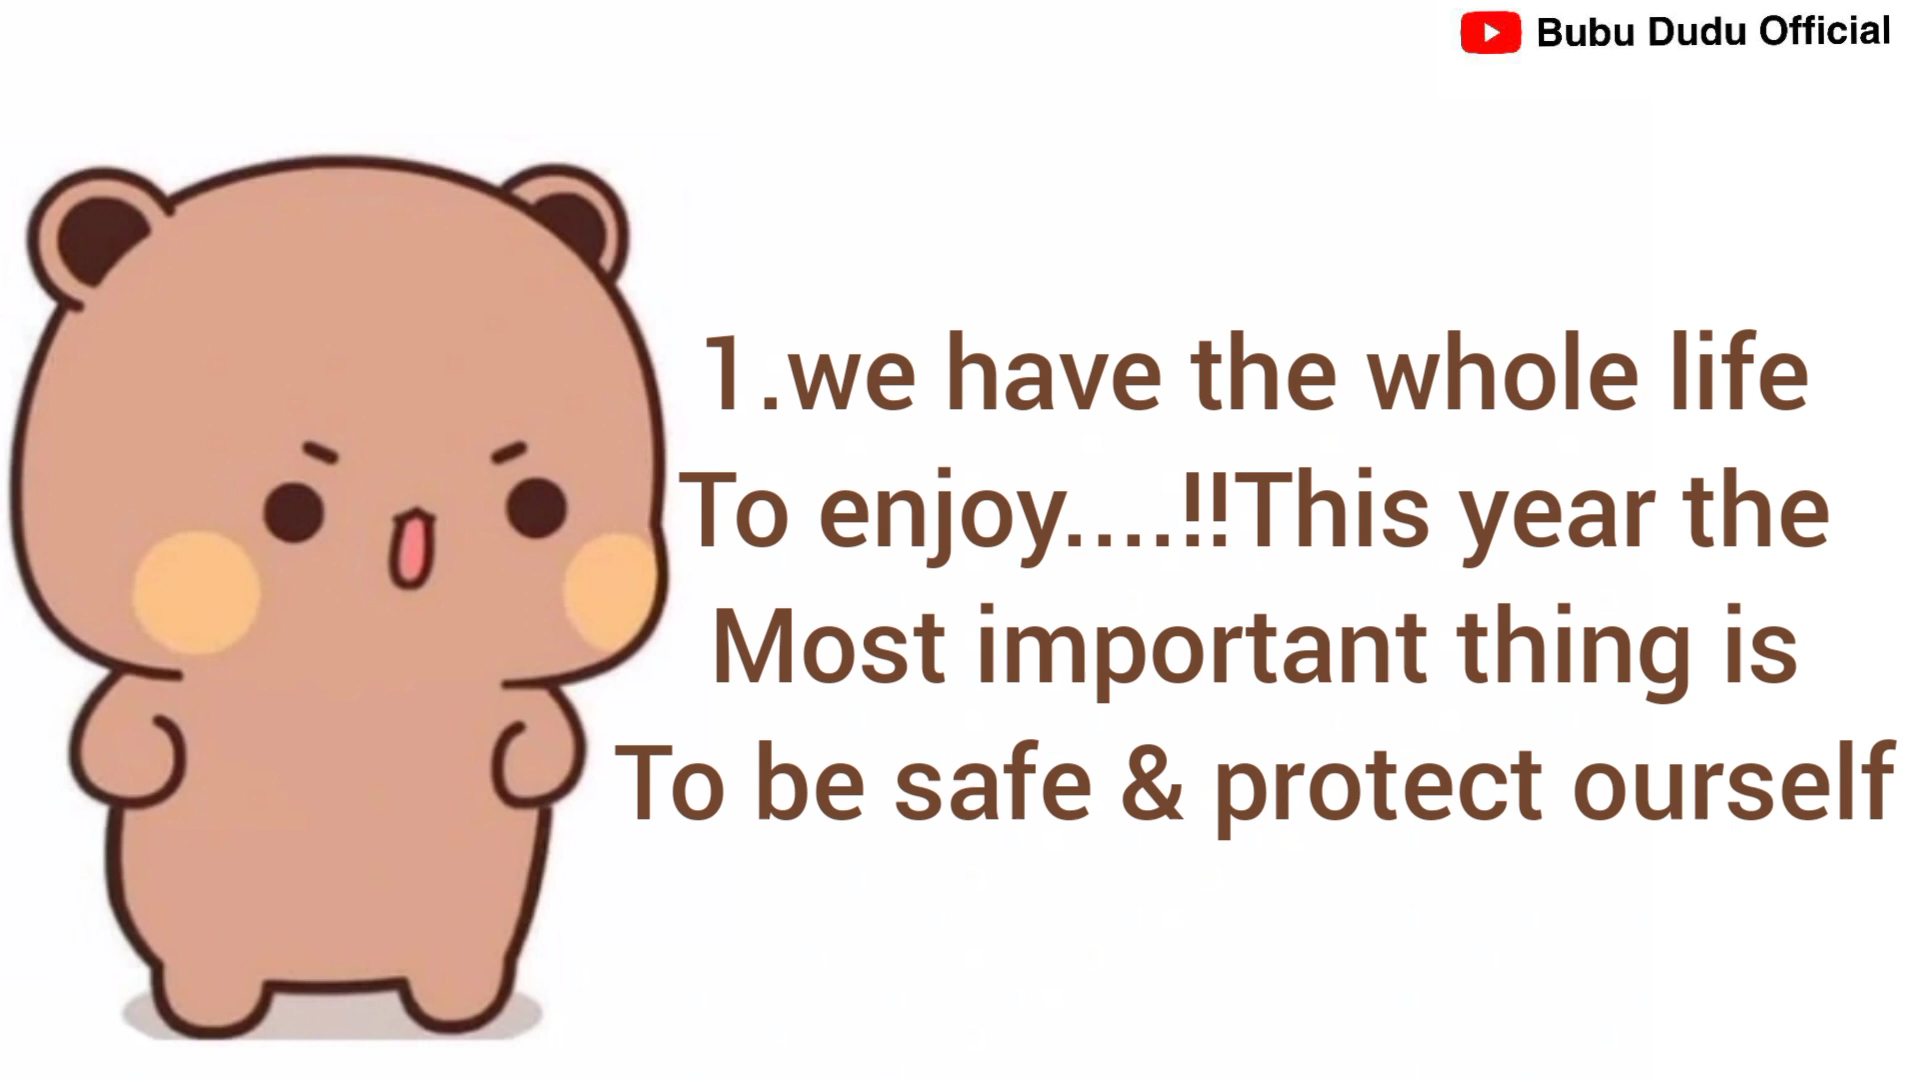 Bubu Dudu Official
1.we have the whole life
To enjoy....!!This year the
Most important thing is
To be safe & protect ourself